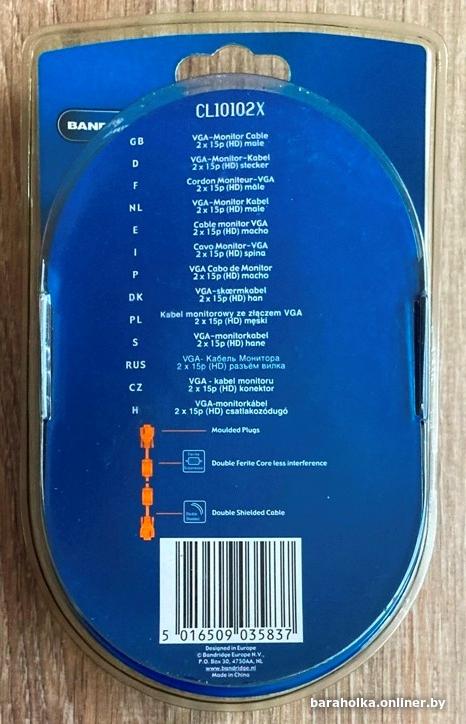 CL10102X
BANDRIDGE
GB VGA-Monitor Cable
2 x 15p (HD) male
D VGA-Monitor-Kabel
2 x 15p (HD) stecker
F Cordon Moniteur-VGA
2 x 15p (HD) mâle
NL VGA-Monitor Kabel
2 x 15p (HD) male
E Cable monitor VGA
2 x 15p (HD) macho
I Cavo Monitor-VGA
2 x 15p (HD) spina
P VGA Cabo de Monitor
2 x 15p (HD) macho
DK VGA-skærmkabel
2 x 15p (HD) han
PL Kabel monitorowy ze złączem VGA
2 x 15p (HD) męski
S VGA-monitorkabel
2 x 15p (HD) hane
RUS VGA- Кабель Монитора
2 x 15p (HD) разъём вилка
CZ VGA - kabel monitoru
2 x 15p (HD) konektor
H VGA-monitorkábel
2 x 15p (HD) csatlakozódugó
Moulded Plugs
Ferite
Double Ferite Core less interference
Double Shielded Cable
5 016509 035837
Designed in Europe
© Bandridge Europe N.V.,
P.O. Box 30, 4750AA, NL
www.bandridge.nl
Made in China
baraholka.onliner.by